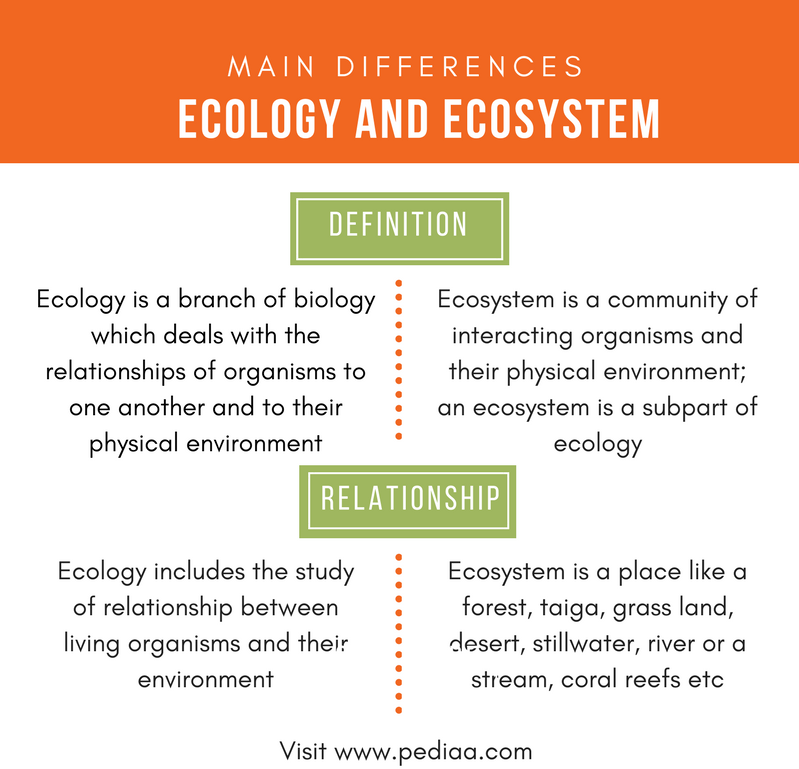 MAIN DIFFERENCES
ECOLOGY AND ECOSYSTEM
DEFINITION
Ecology is a branch of biology
which deals with the
relationships of organisms to
one another and to their
physical environment
Ecosystem is a community of
interacting organisms and
their physical environment;
an ecosystem is a subpart of
ecology
RELATIONSHIP
Ecology includes the study
of relationship between
living organisms and their
environment
Ecosystem is a place like a
forest, taiga, grass land,
desert, stillwater, river or a
stream, coral reefs etc
Visit www.pediaa.com